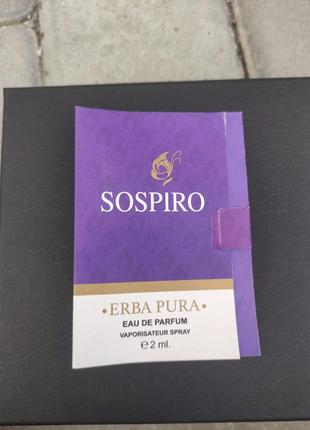 SOSPIRO
•ERBA PURA•
EAU DE PARFUM
VAPORISATEUR SPRAY
℮2 ml.